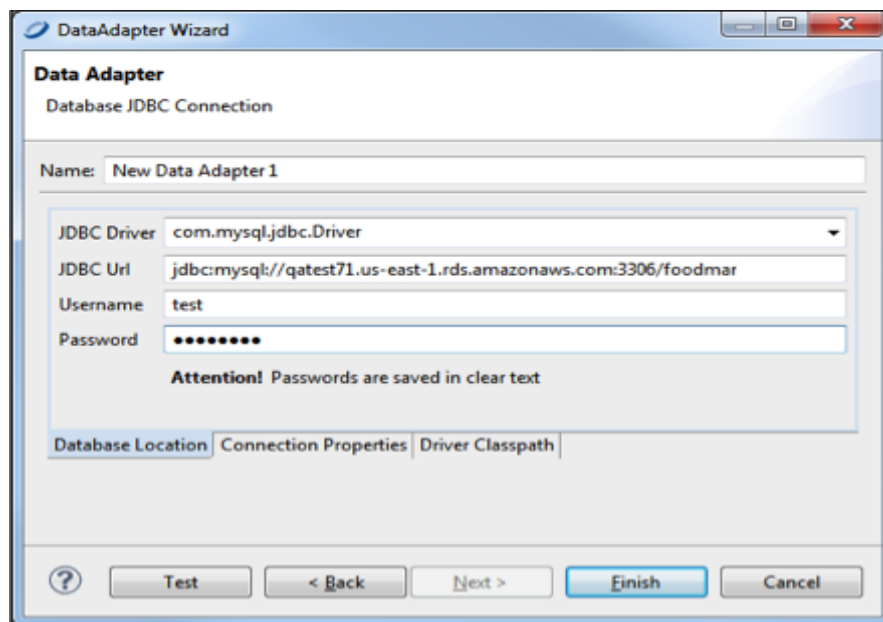 DataAdapter Wizard
Data Adapter
Database JDBC Connection
Name: New Data Adapter 1
JDBC Driver com.mysql.jdbc.Driver
JDBC Url jdbc:mysql://qatest71.us-east-1.rds.amazonaws.com:3306/foodmar
Username test
Password ●●●●●●●●
Attention! Passwords are saved in clear text
Database Location Connection Properties Driver Classpath
? Test < Back Next > Finish Cancel